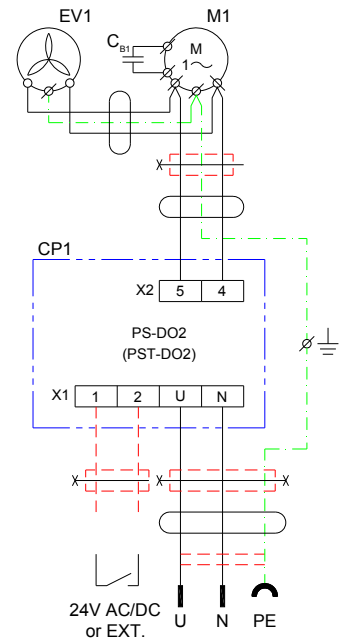 EV1 M1
CB1
M
1~
CP1
X2 5 4
PS-DO2
(PST-DO2)
X1 1 2 U N
24V AC/DC
or EXT.
U N PE